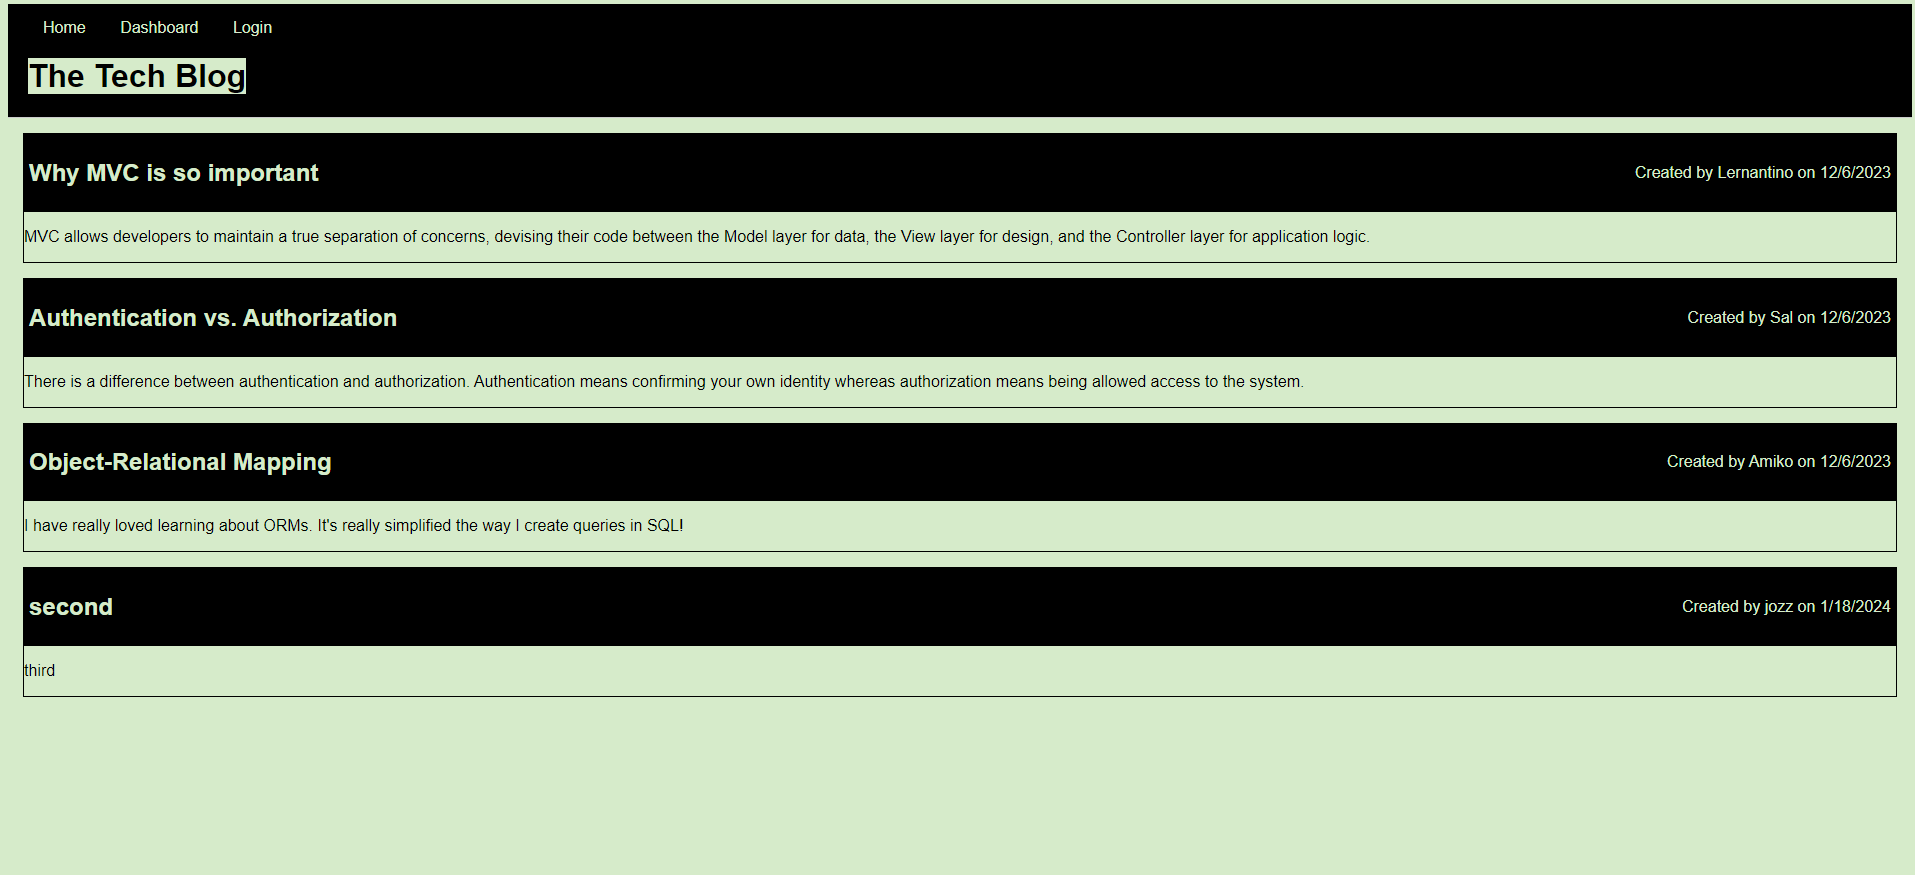 Home Dashboard Login
The Tech Blog
Why MVC is so important Created by Lernantino on 12/6/2023
MVC allows developers to maintain a true separation of concerns, devising their code between the Model layer for data, the View layer for design, and the Controller layer for application logic.
Authentication vs. Authorization Created by Sal on 12/6/2023
There is a difference between authentication and authorization. Authentication means confirming your own identity whereas authorization means being allowed access to the system.
Object-Relational Mapping Created by Amiko on 12/6/2023
I have really loved learning about ORMs. It's really simplified the way I create queries in SQL!
second Created by jozz on 1/18/2024
third